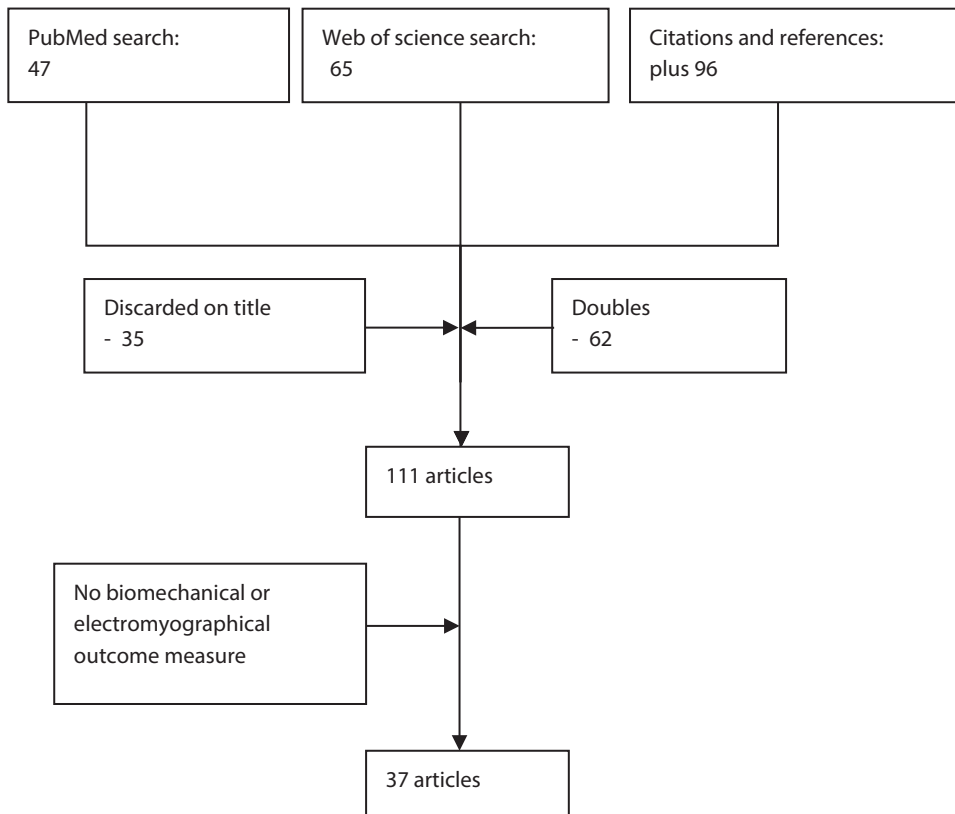 PubMed search:
47
Web of science search:
65
Citations and references:
plus 96
Discarded on title
- 35
Doubles
- 62
111 articles
No biomechanical or
electromyographical
outcome measure
37 articles